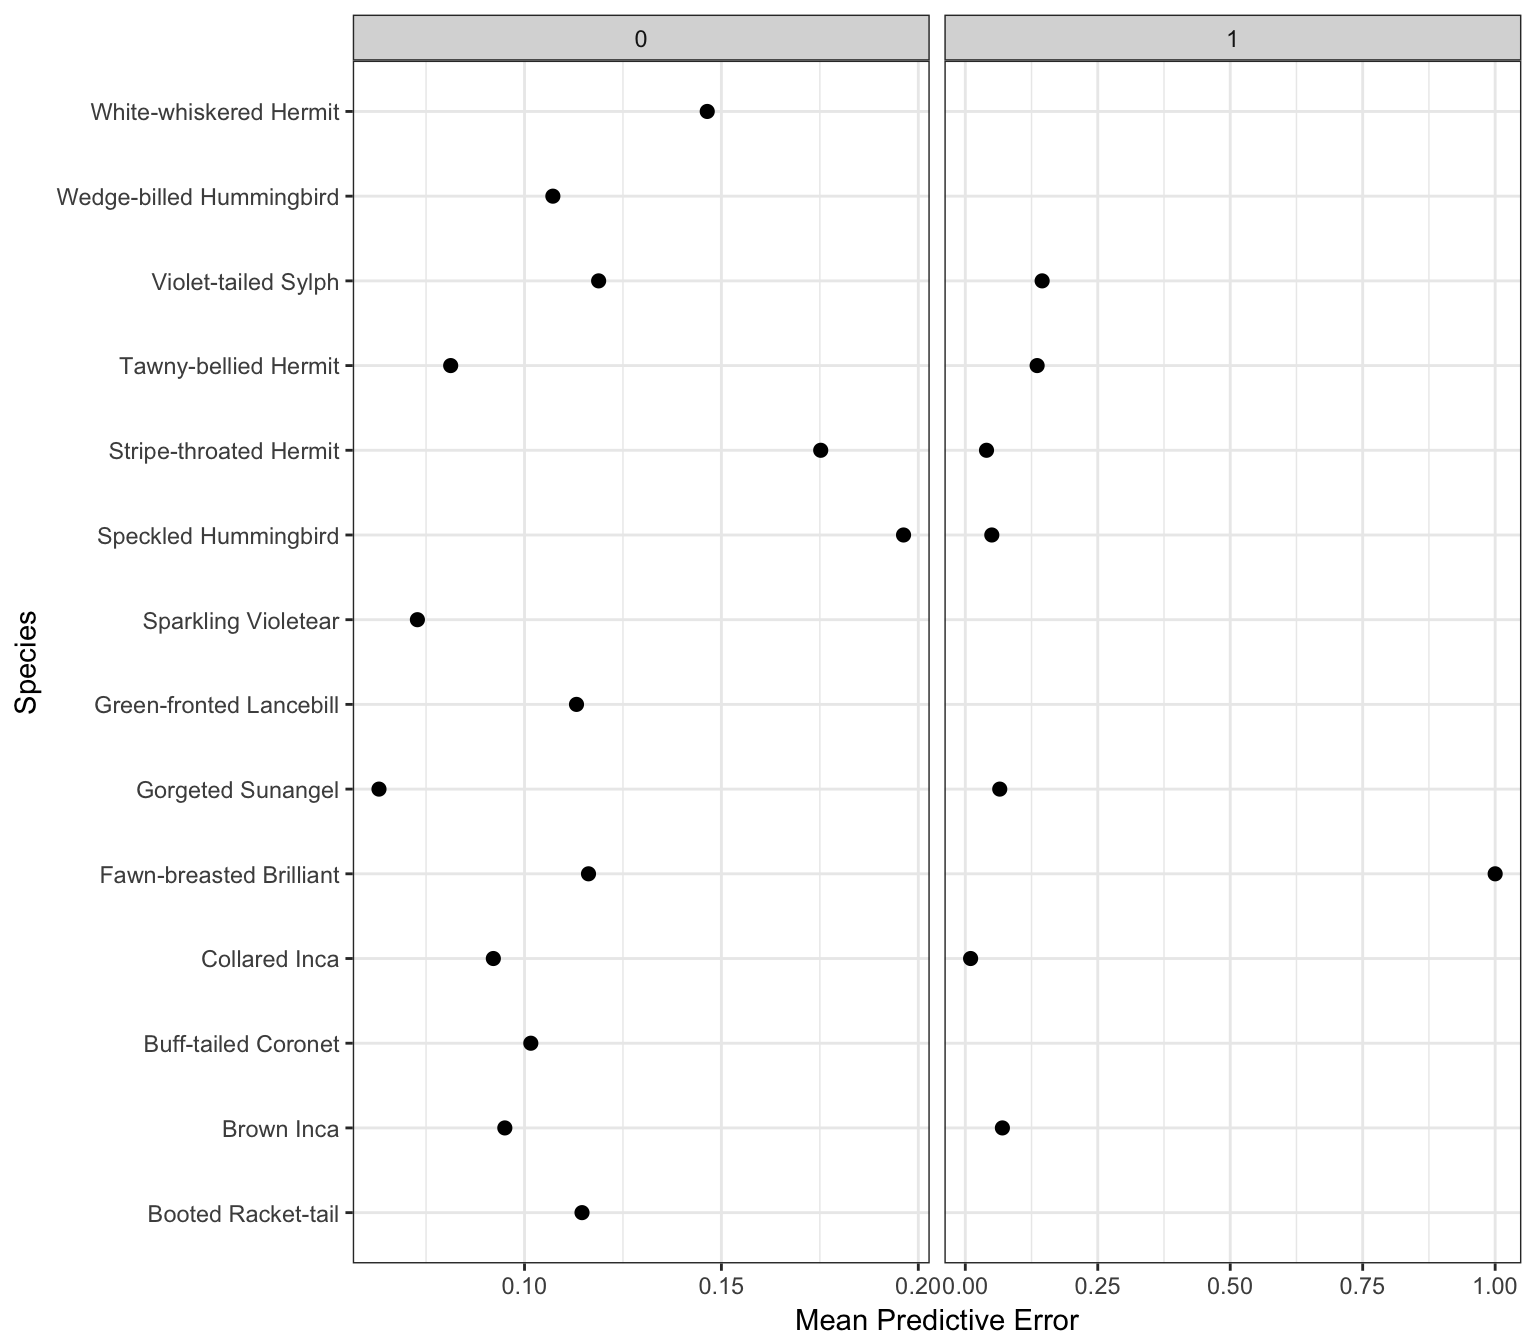 0
1
White-whiskered Hermit
Wedge-billed Hummingbird
Violet-tailed Sylph
Tawny-bellied Hermit
Stripe-throated Hermit
Speckled Hummingbird
Sparkling Violetear
Green-fronted Lancebill
Gorgeted Sunangel
Fawn-breasted Brilliant
Collared Inca
Buff-tailed Coronet
Brown Inca
Booted Racket-tail
Species
0.10 0.15 0.20 0.00 0.25 0.50 0.75 1.00
Mean Predictive Error